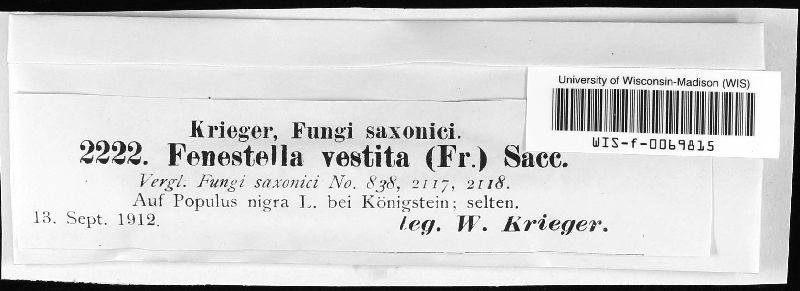 University of Wisconsin-Madison (WIS)
WIS-f-0069815
Krieger, Fungi saxonici.
2222. Fenestella vestita (Fr.) Sacc.
Vergl. Fungi saxonici No. 838, 2117, 2118.
Auf Populus nigra L. bei Königstein; selten.
13. Sept. 1912. leg. W. Krieger.